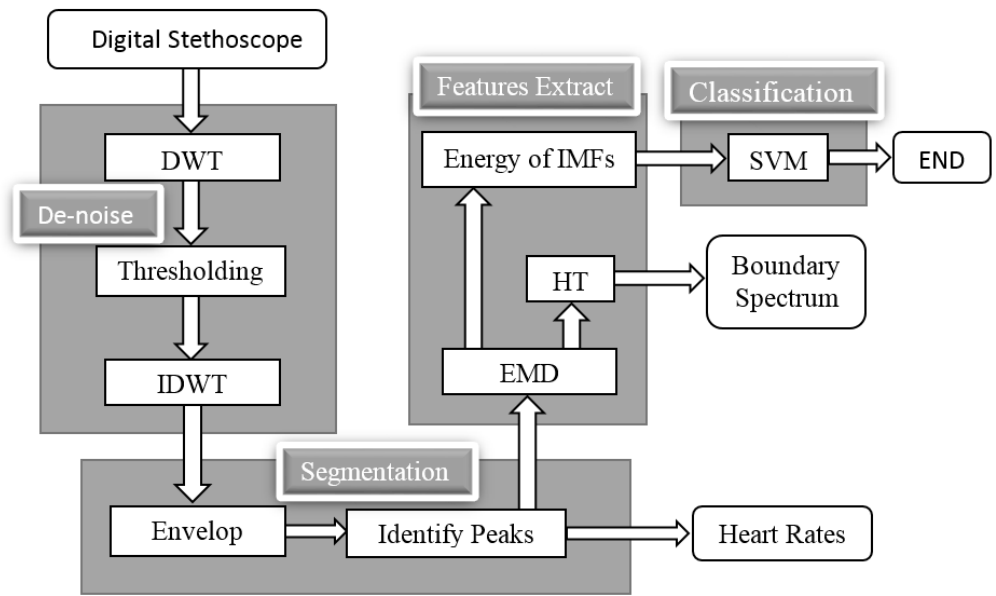 Digital Stethoscope
DWT
De-noise
Thresholding
IDWT
Segmentation
Envelop
Identify Peaks
Heart Rates
Features Extract
Energy of IMFs
HT
EMD
Boundary
Spectrum
Classification
SVM
END